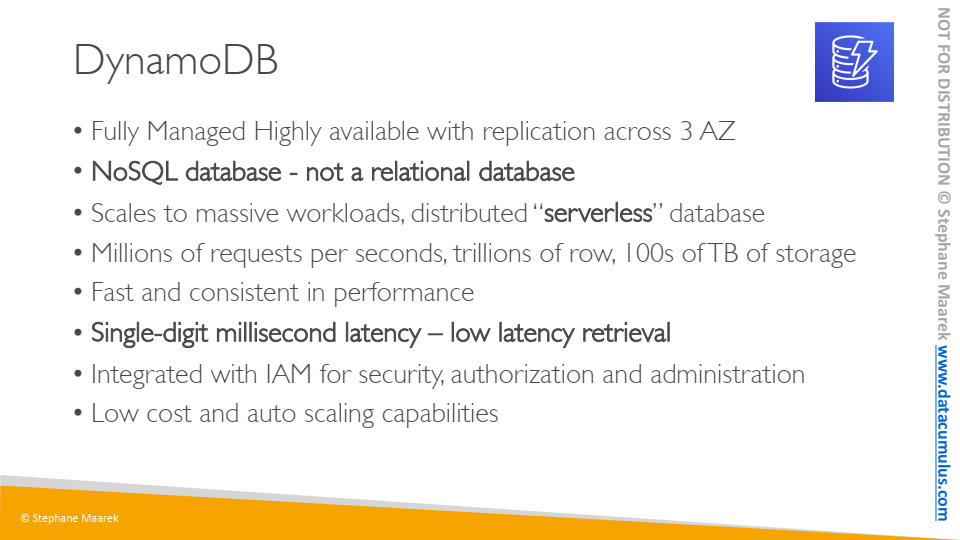 DynamoDB
• Fully Managed Highly available with replication across 3 AZ
• NoSQL database - not a relational database
• Scales to massive workloads, distributed “serverless” database
• Millions of requests per seconds, trillions of row, 100s of TB of storage
• Fast and consistent in performance
• Single-digit millisecond latency – low latency retrieval
• Integrated with IAM for security, authorization and administration
• Low cost and auto scaling capabilities
© Stephane Maarek
NOT FOR DISTRIBUTION © Stephane Maarek www.datacumulus.com